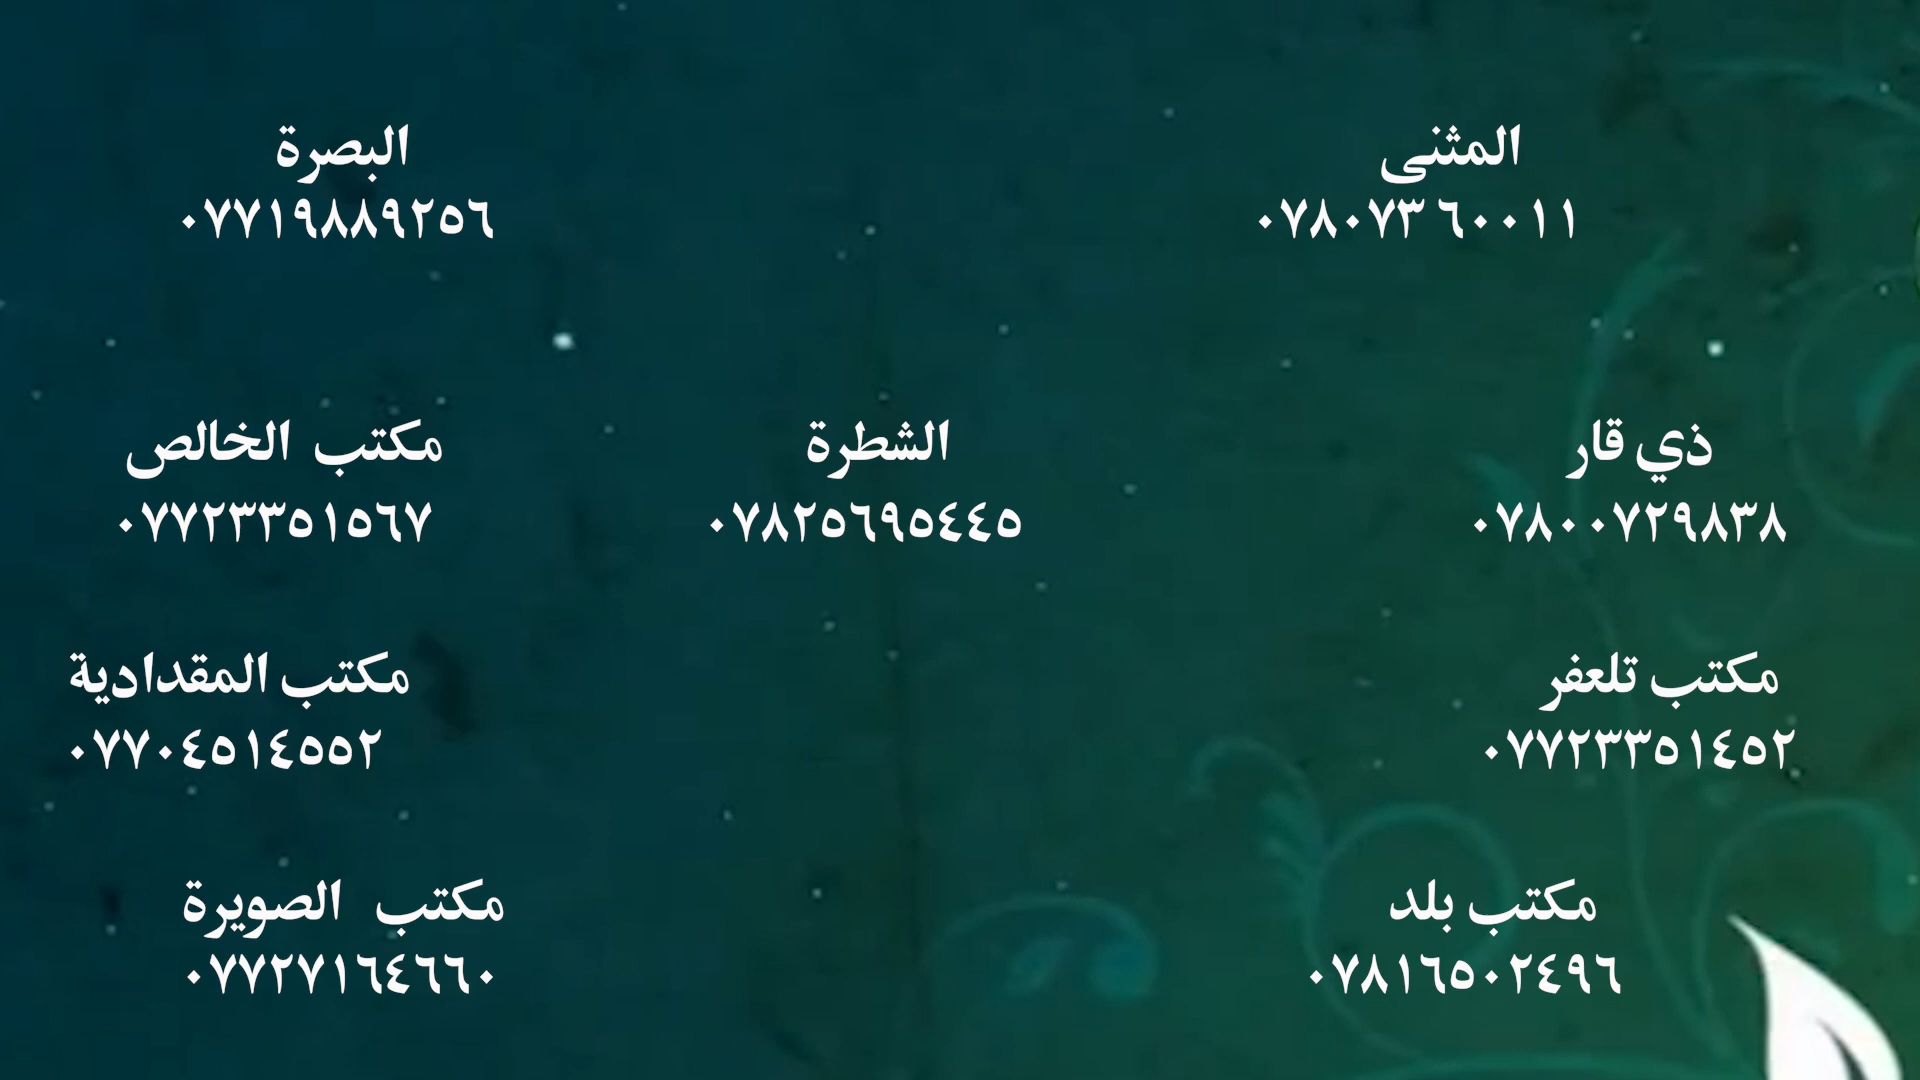 المثنى
٠٧٨٠٧٣٦٠٠١١
البصرة
٠٧٧١٩٨٨٩٢٥٦
ذي قار
٠٧٨٠٠٧٢٩٨٣٨
الشطرة
٠٧٨٢٥٦٩٥٤٤٥
مكتب الخالص
٠٧٧٢٣٣٥١٥٦٧
مكتب تلعفر
٠٧٧٢٣٣٥١٤٥٢
مكتب المقدادية
٠٧٧٠٤٥١٤٥٥٢
مكتب بلد
٠٧٨١٦٥٠٢٤٩٦
مكتب الصويرة
٠٧٧٢٧١٦٤٦٦٠